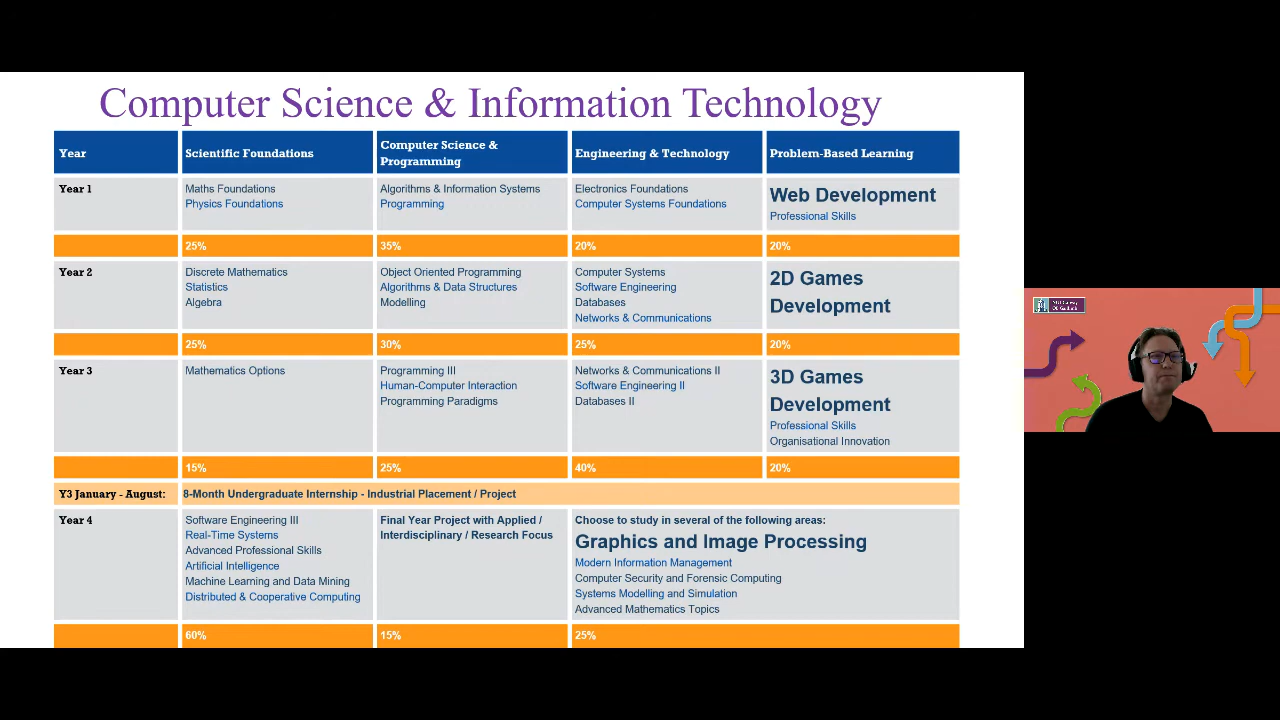 Computer Science & Information Technology
Year
Scientific Foundations
Computer Science &
Programming
Engineering & Technology
Problem-Based Learning
Year 1
Maths Foundations
Physics Foundations
Algorithms & Information Systems
Programming
Electronics Foundations
Computer Systems Foundations
Web Development
Professional Skills
25%
35%
20%
20%
Year 2
Discrete Mathematics
Statistics
Algebra
Object Oriented Programming
Algorithms & Data Structures
Modelling
Computer Systems
Software Engineering
Databases
Networks & Communications
2D Games
Development
25%
30%
25%
20%
Year 3
Mathematics Options
Programming III
Human-Computer Interaction
Programming Paradigms
Networks & Communications II
Software Engineering II
Databases II
3D Games
Development
Professional Skills
Organisational Innovation
15%
25%
40%
20%
Y3 January - August:
8-Month Undergraduate Internship - Industrial Placement / Project
Year 4
Software Engineering III
Real-Time Systems
Advanced Professional Skills
Artificial Intelligence
Machine Learning and Data Mining
Distributed & Cooperative Computing
Final Year Project with Applied /
Interdisciplinary / Research Focus
Choose to study in several of the following areas:
Graphics and Image Processing
Modern Information Management
Computer Security and Forensic Computing
Systems Modelling and Simulation
Advanced Mathematics Topics
60%
15%
25%